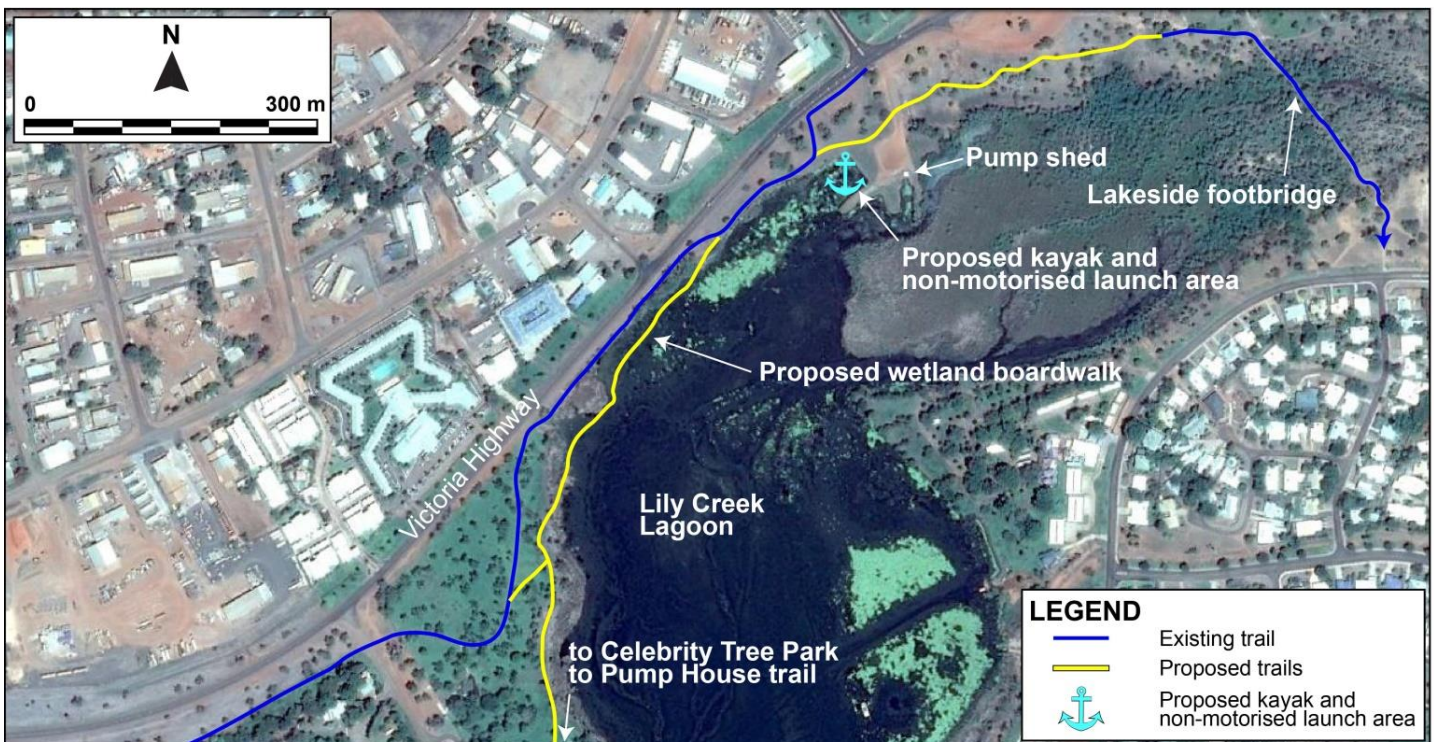 N
0 300 m
Pump shed
Lakeside footbridge
Proposed kayak and
non-motorised launch area
Proposed wetland boardwalk
Victoria Highway
Lily Creek
Lagoon
to Celebrity Tree Park
to Pump House trail
LEGEND
Existing trail
Proposed trails
Proposed kayak and
non-motorised launch area